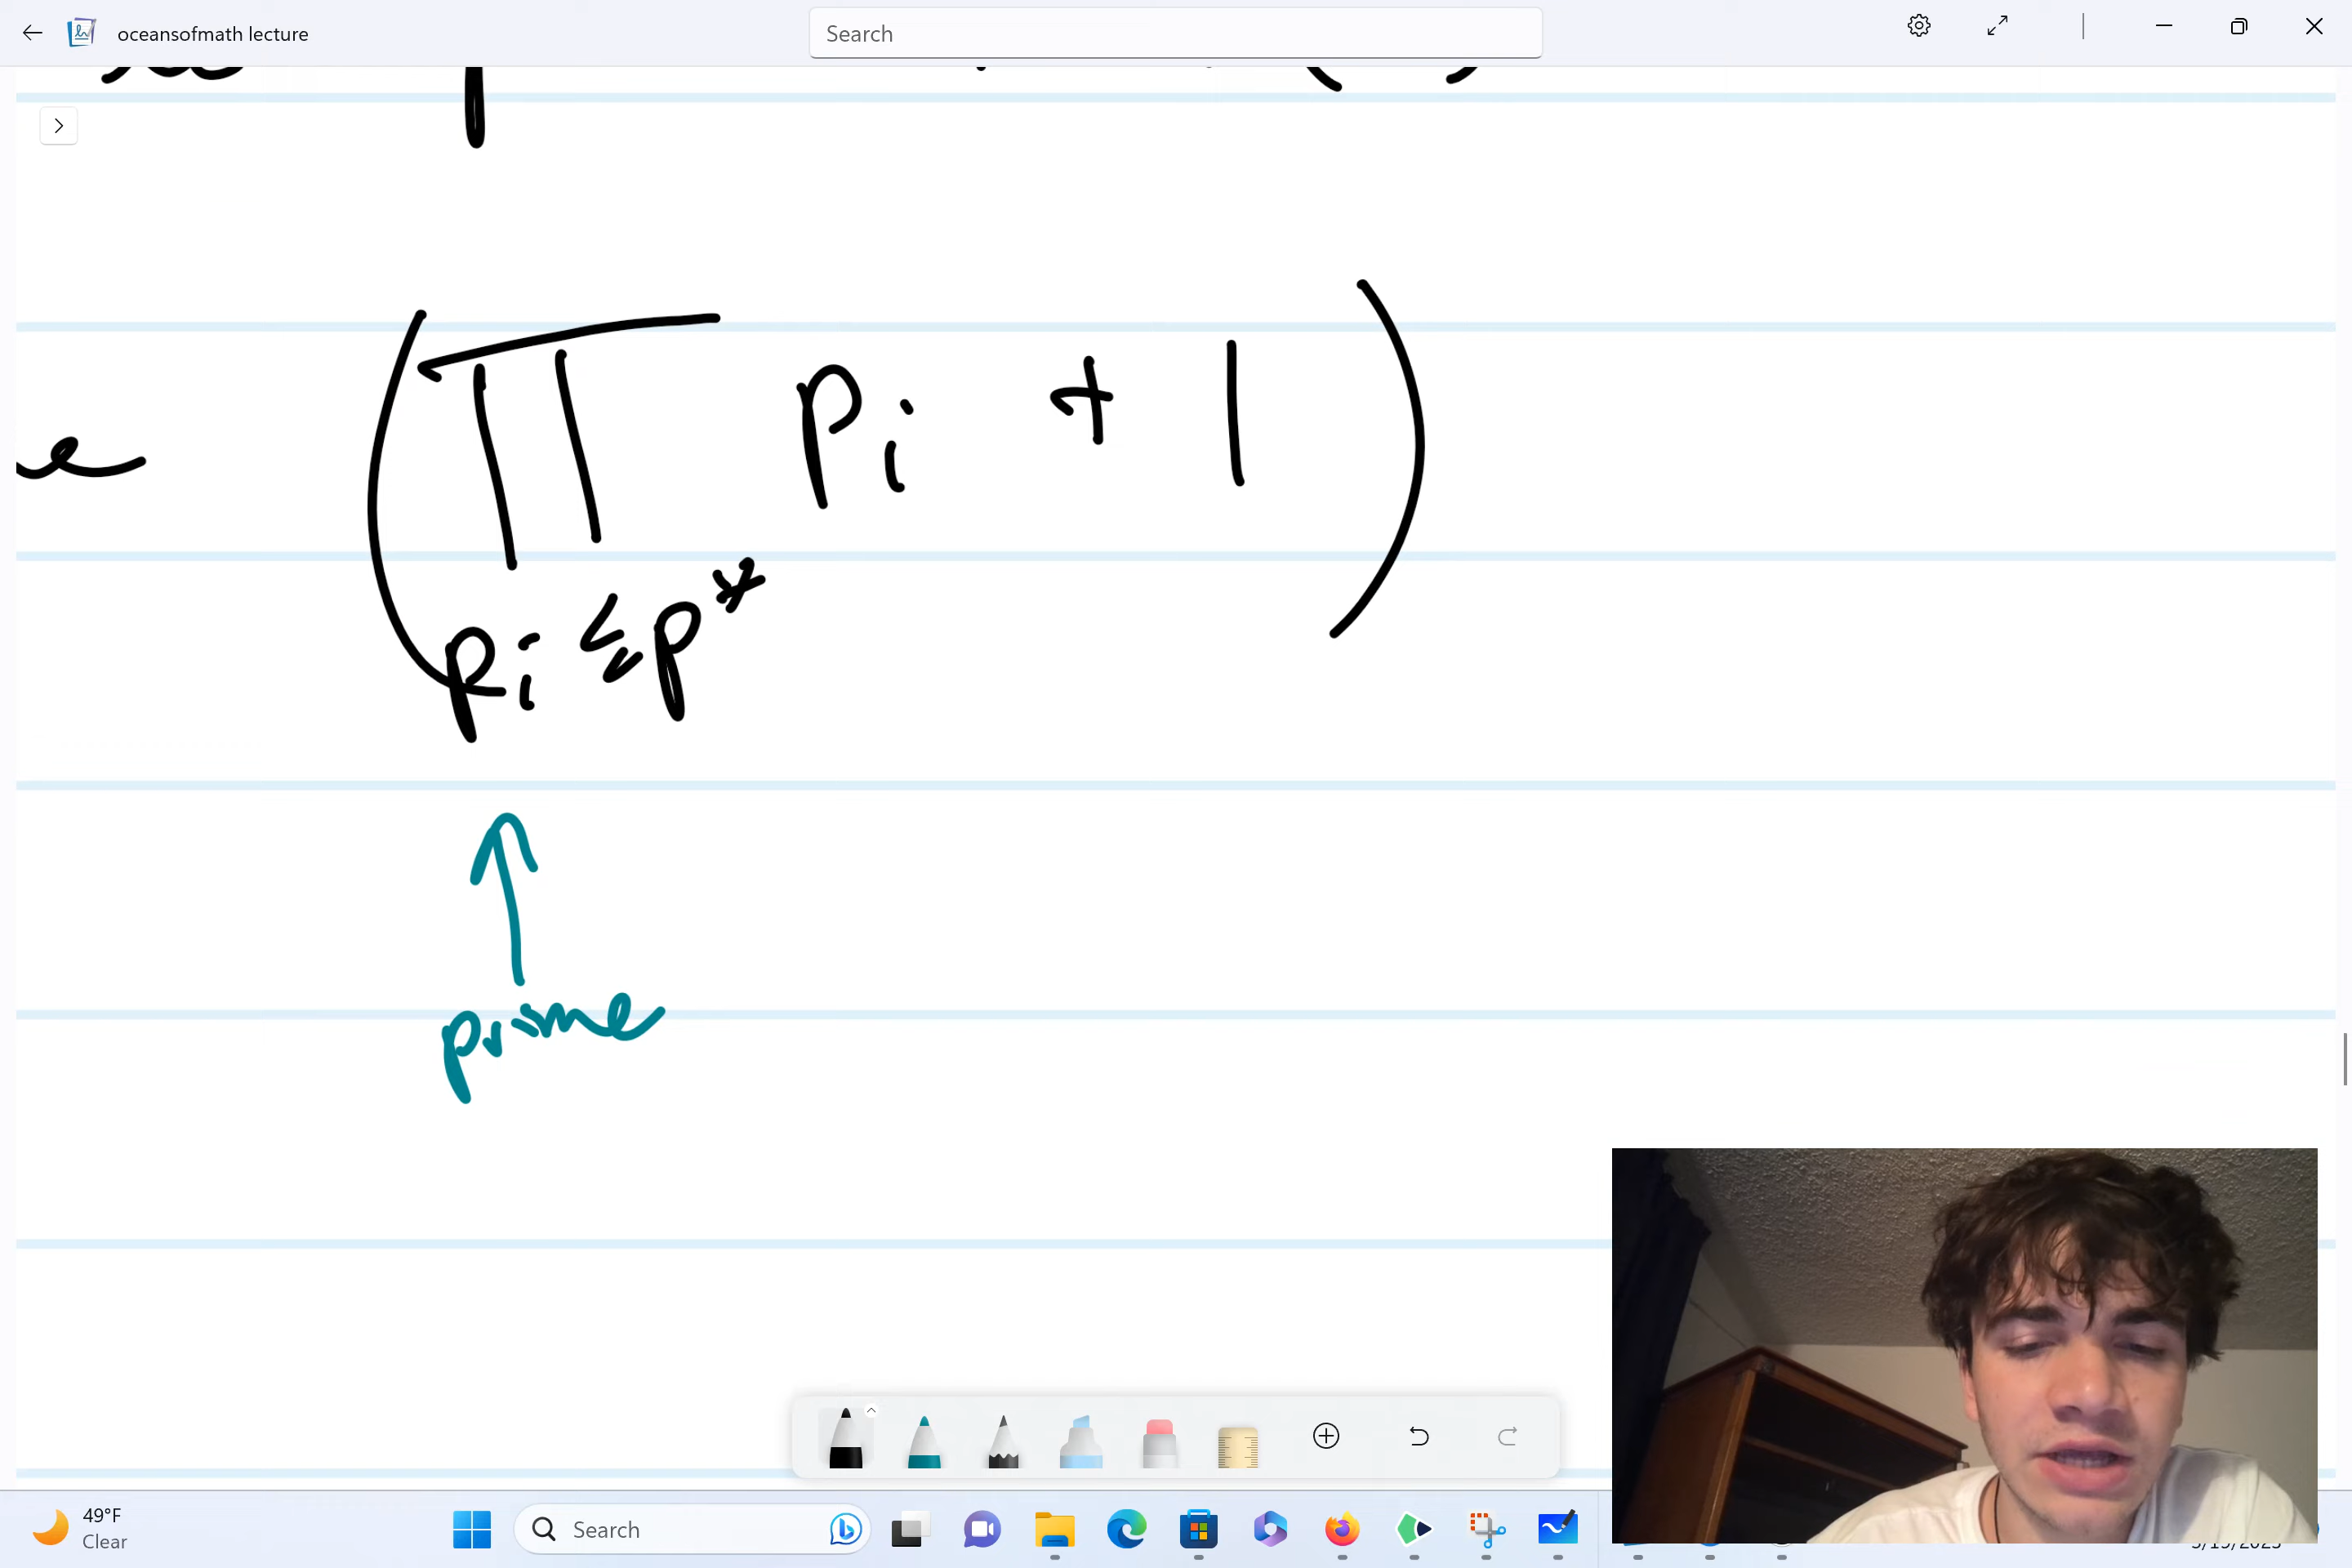 oceansofmath lecture
Search
e ( ∏ pᵢ + 1 )
pᵢ ≤ p*
prime
49°F
Clear
Search